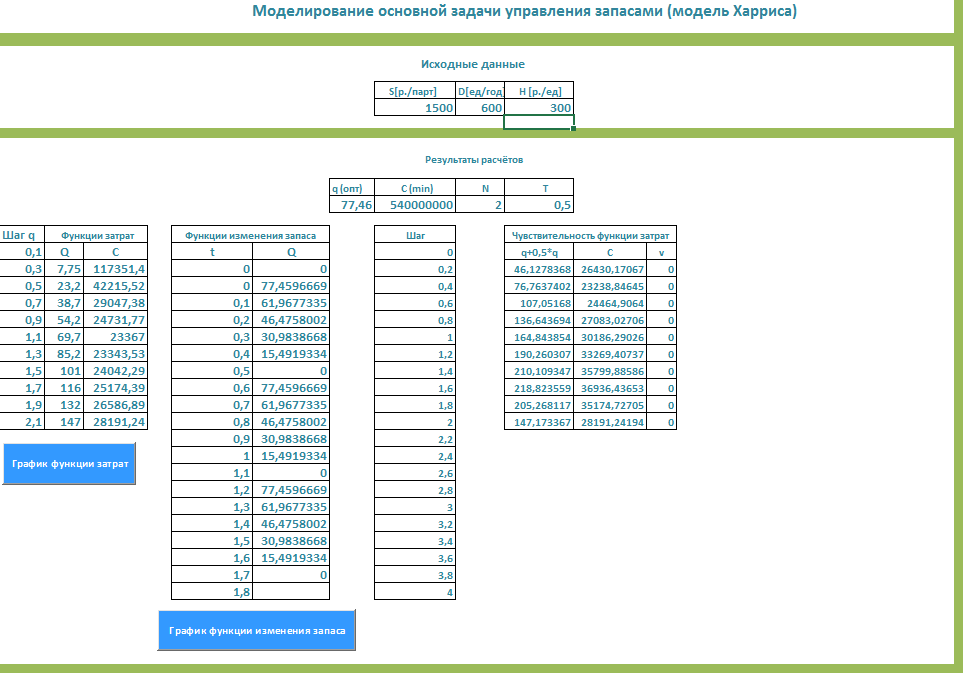 Моделирование основной задачи управления запасами (модель Харриса)
Исходные данные
S[р./парт] D[ед/год] H [р./ед]
1500 600 300
Результаты расчётов
q (опт) C (min) N T
77,46 540000000 2 0,5
Шаг q Функции затрат
0,1 Q C
0,3 7,75 117351,4
0,5 23,2 42215,52
0,7 38,7 29047,38
0,9 54,2 24731,77
1,1 69,7 23367
1,3 85,2 23343,53
1,5 101 24042,29
1,7 116 25174,39
1,9 132 26586,89
2,1 147 28191,24
График функции затрат
Функции изменения запаса
t Q
0 0
0 77,4596669
0,1 61,9677335
0,2 46,4758002
0,3 30,9838668
0,4 15,4919334
0,5 0
0,6 77,4596669
0,7 61,9677335
0,8 46,4758002
0,9 30,9838668
1 15,4919334
1,1 0
1,2 77,4596669
1,3 61,9677335
1,4 46,4758002
1,5 30,9838668
1,6 15,4919334
1,7 0
1,8
График функции изменения запаса
Шаг
0
0,2
0,4
0,6
0,8
1
1,2
1,4
1,6
1,8
2
2,2
2,4
2,6
2,8
3
3,2
3,4
3,6
3,8
4
Чувствительность функции затрат
q+0,5*q C v
46,1278368 26430,17067 0
76,7637402 23238,84645 0
107,05168 24464,9064 0
136,643694 27083,02706 0
164,843854 30186,29026 0
190,260307 33269,40737 0
210,109347 35799,88586 0
218,823559 36936,43653 0
205,268117 35174,72705 0
147,173367 28191,24194 0